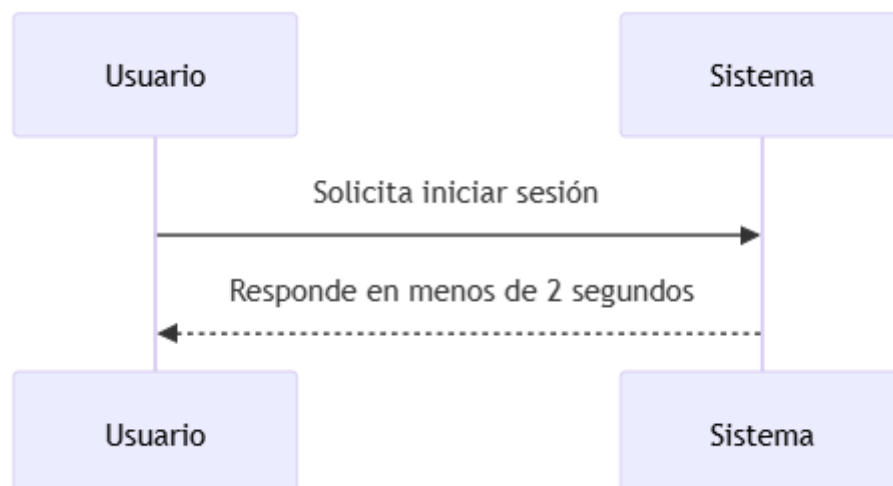 Usuario
Sistema
Solicita iniciar sesión
Responde en menos de 2 segundos
Usuario
Sistema